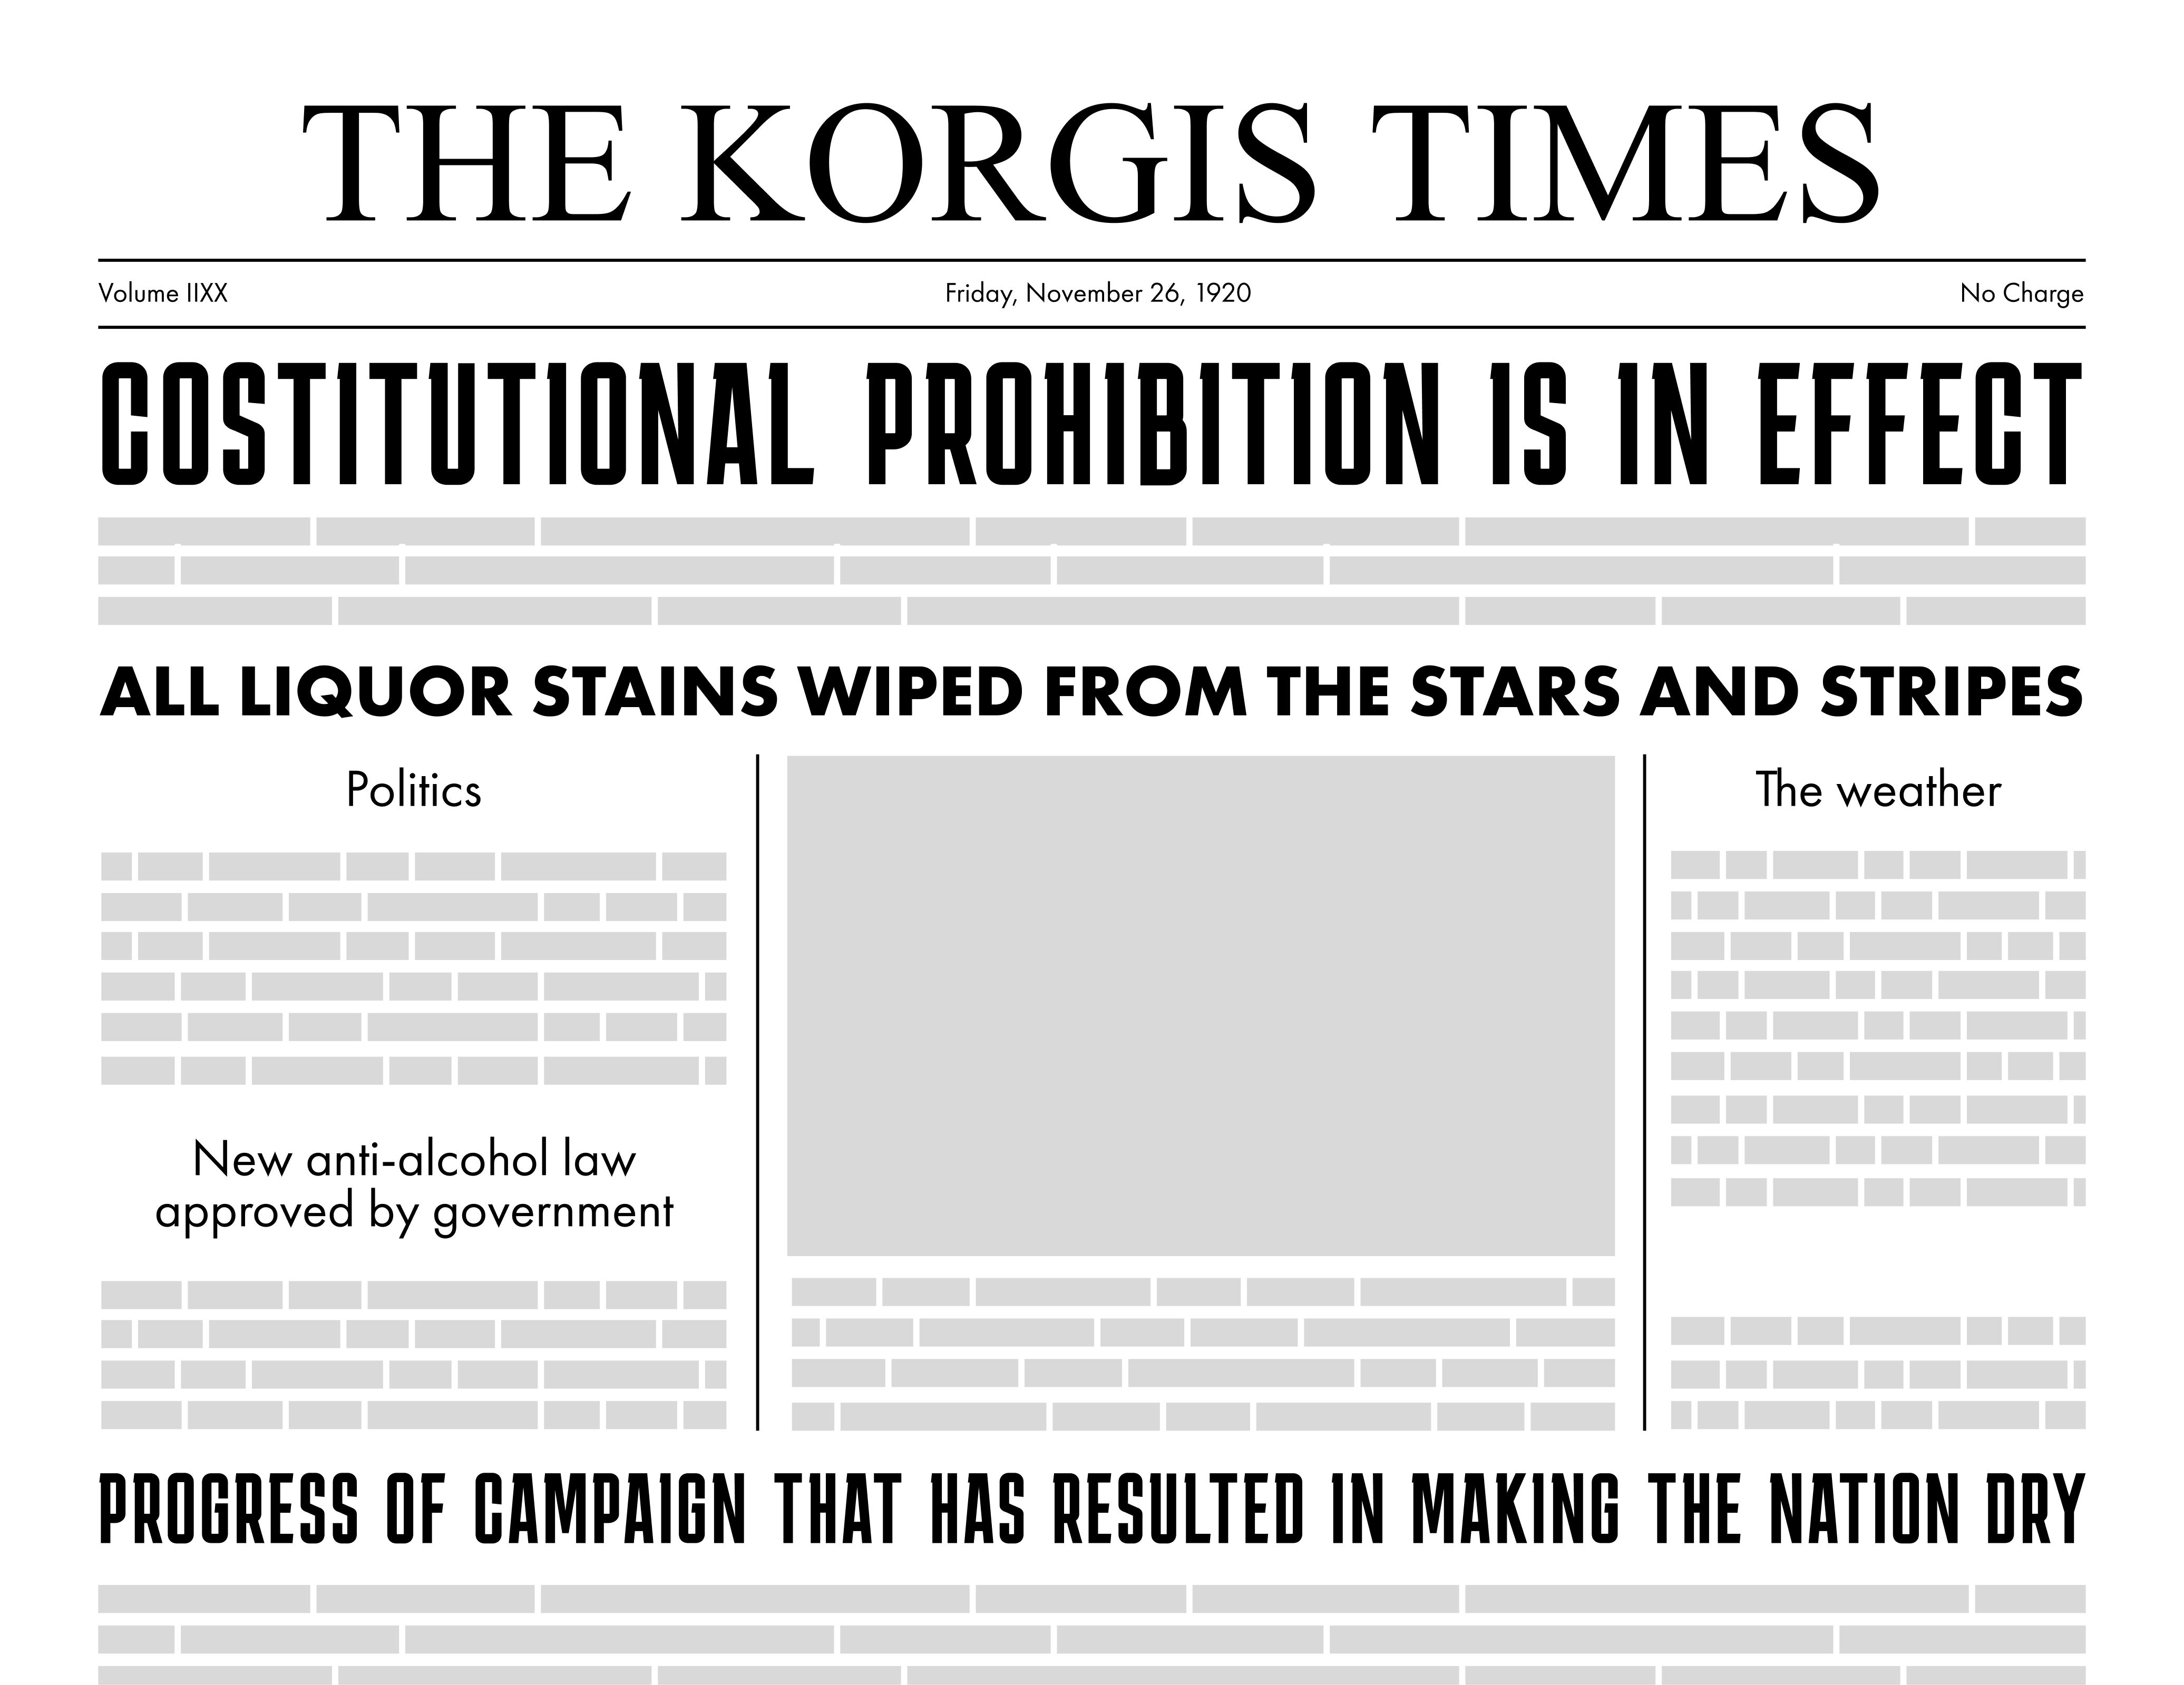 THE KORGIS TIMES
Volume IIXX
Friday, November 26, 1920
No Charge
COSTITUTIONAL PROHIBITION IS IN EFFECT
ALL LIQUOR STAINS WIPED FROM THE STARS AND STRIPES
Politics
New anti-alcohol law
approved by government
The weather
PROGRESS OF CAMPAIGN THAT HAS RESULTED IN MAKING THE NATION DRY